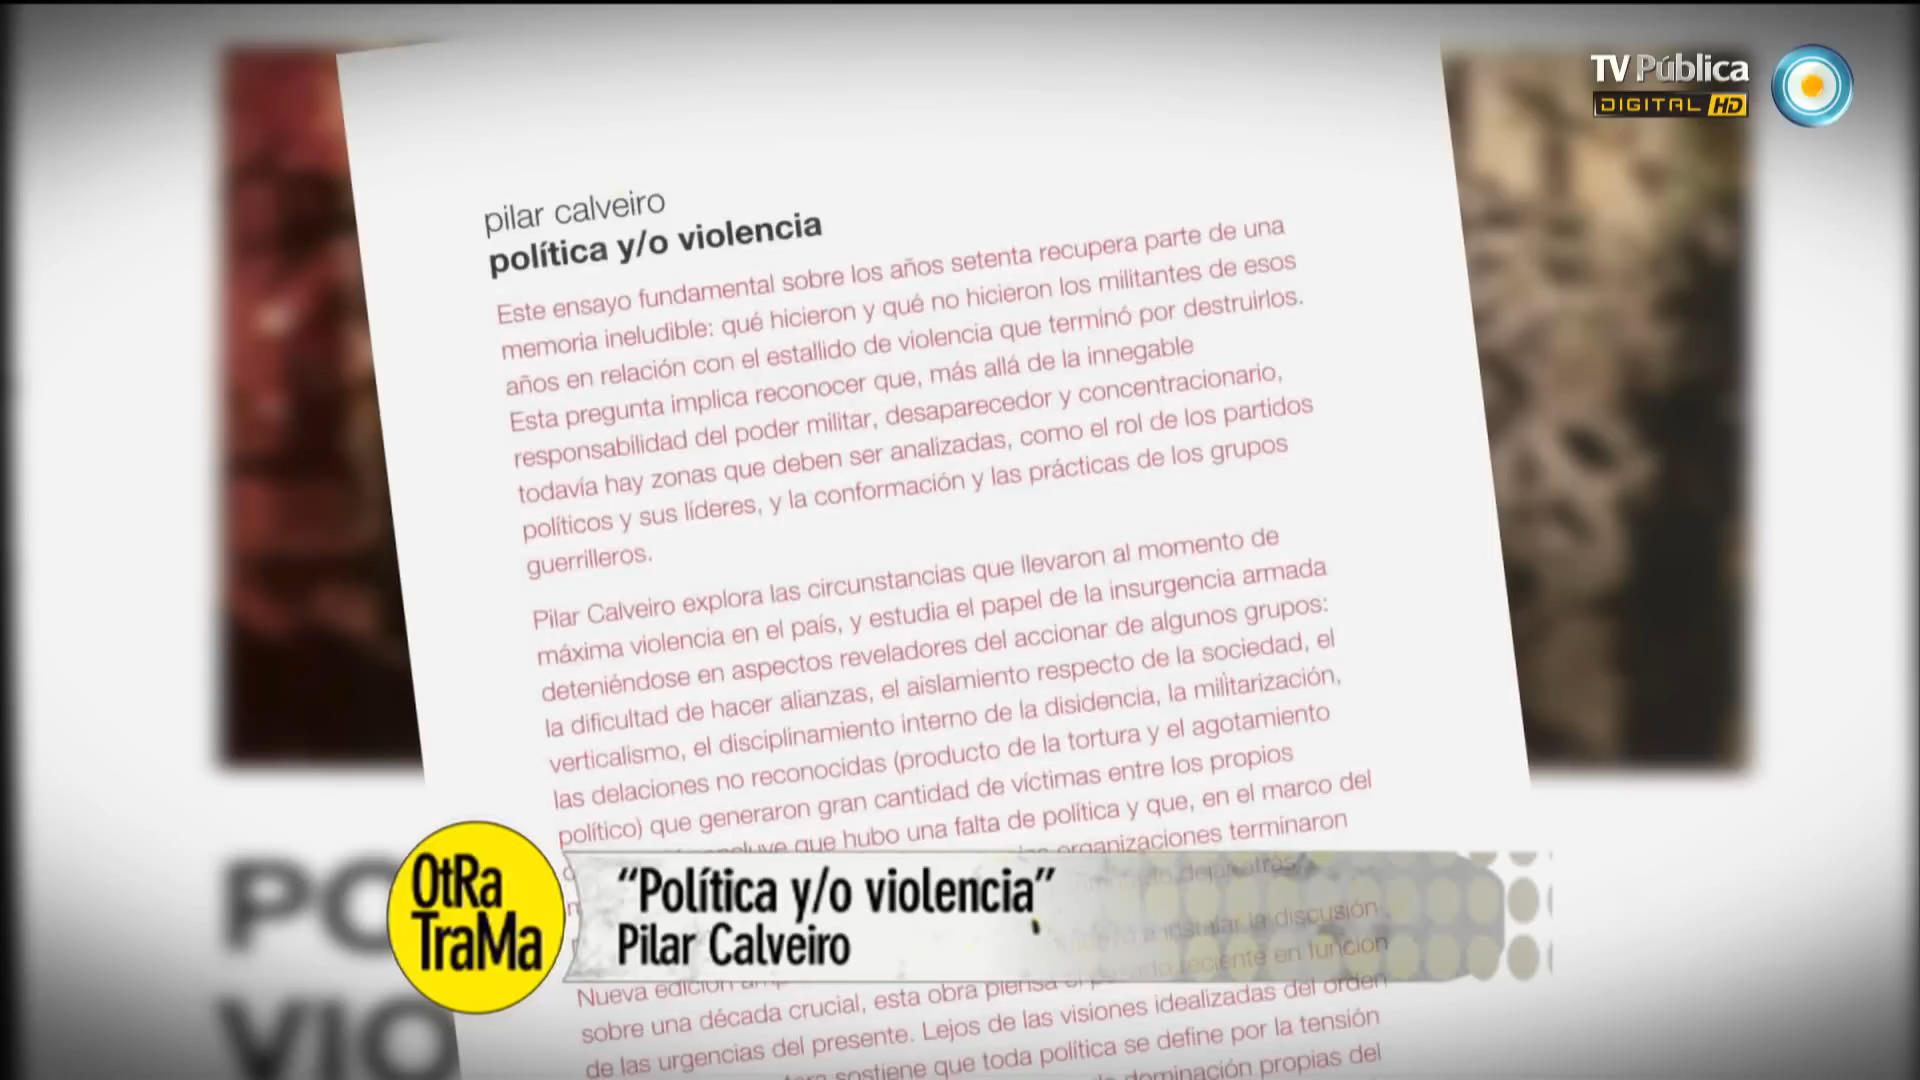 TV Pública
DIGITAL HD
pilar calveiro
política y/o violencia
Este ensayo fundamental sobre los años setenta recupera parte de una
memoria ineludible: qué hicieron y qué no hicieron los militantes de esos
años en relación con el estallido de violencia que terminó por destruirlos.
Esta pregunta implica reconocer que, más allá de la innegable
responsabilidad del poder militar, desaparecedor y concentracionario,
todavía hay zonas que deben ser analizadas, como el rol de los partidos
políticos y sus líderes, y la conformación y las prácticas de los grupos
guerrilleros.
Pilar Calveiro explora las circunstancias que llevaron al momento de
máxima violencia en el país, y estudia el papel de la insurgencia armada
deteniéndose en aspectos reveladores del accionar de algunos grupos:
la dificultad de hacer alianzas, el aislamiento respecto de la sociedad, el
verticalismo, el disciplinamiento interno de la disidencia, la militarización,
las delaciones no reconocidas (producto de la tortura y el agotamiento
político) que generaron gran cantidad de víctimas entre los propios
que hubo una falta de política y que, en el marco del
organizaciones terminaron
dejar atrás
instalar la discusión
reciente en función
Nueva edición
sobre una década crucial, esta obra piensa
de las urgencias del presente. Lejos de las visiones idealizadas del orden
sostiene que toda política se define por la tensión
dominación propias del
OtRa
TraMa
“Política y/o violencia”
Pilar Calveiro
PO
VIO